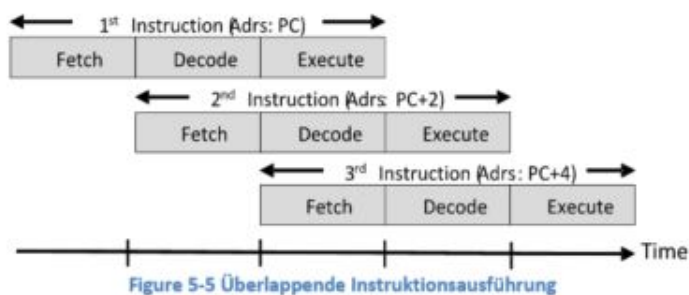 1st Instruction (Adrs: PC)
Fetch Decode Execute
2nd Instruction (Adrs: PC+2)
Fetch Decode Execute
3rd Instruction (Adrs: PC+4)
Fetch Decode Execute
Time
Figure 5-5 Überlappende Instruktionsausführung